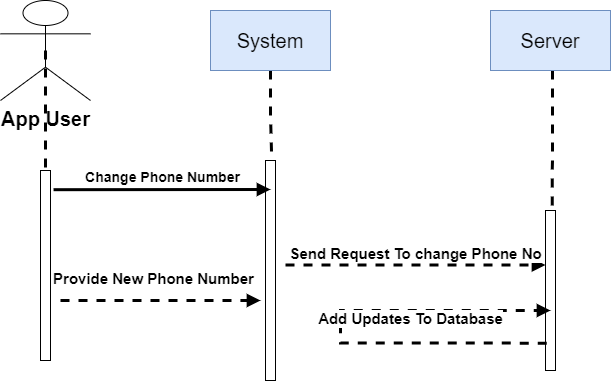 System
Server
App User
Change Phone Number
Send Request To change Phone No
Provide New Phone Number
Add Updates To Database